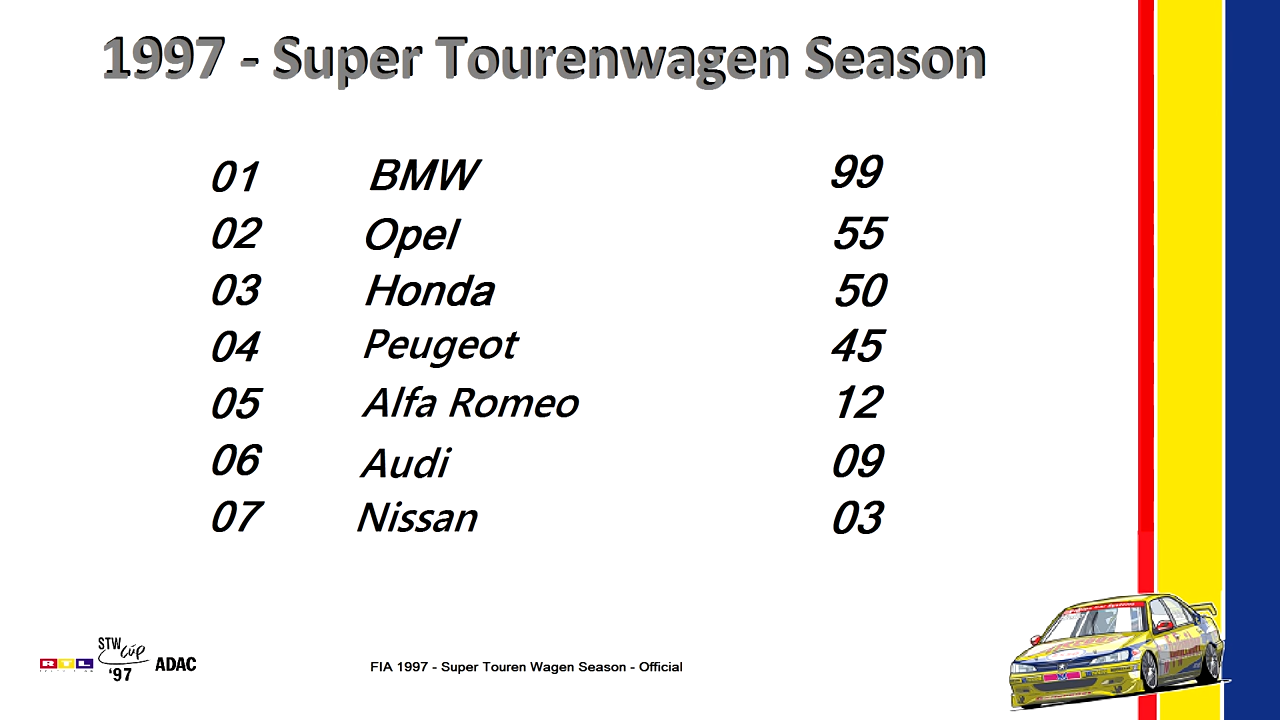 1997 - Super Tourenwagen Season
01 BMW 99
02 Opel 55
03 Honda 50
04 Peugeot 45
05 Alfa Romeo 12
06 Audi 09
07 Nissan 03
RTL
STW
cup
'97
ADAC
FIA 1997 - Super Touren Wagen Season - Official